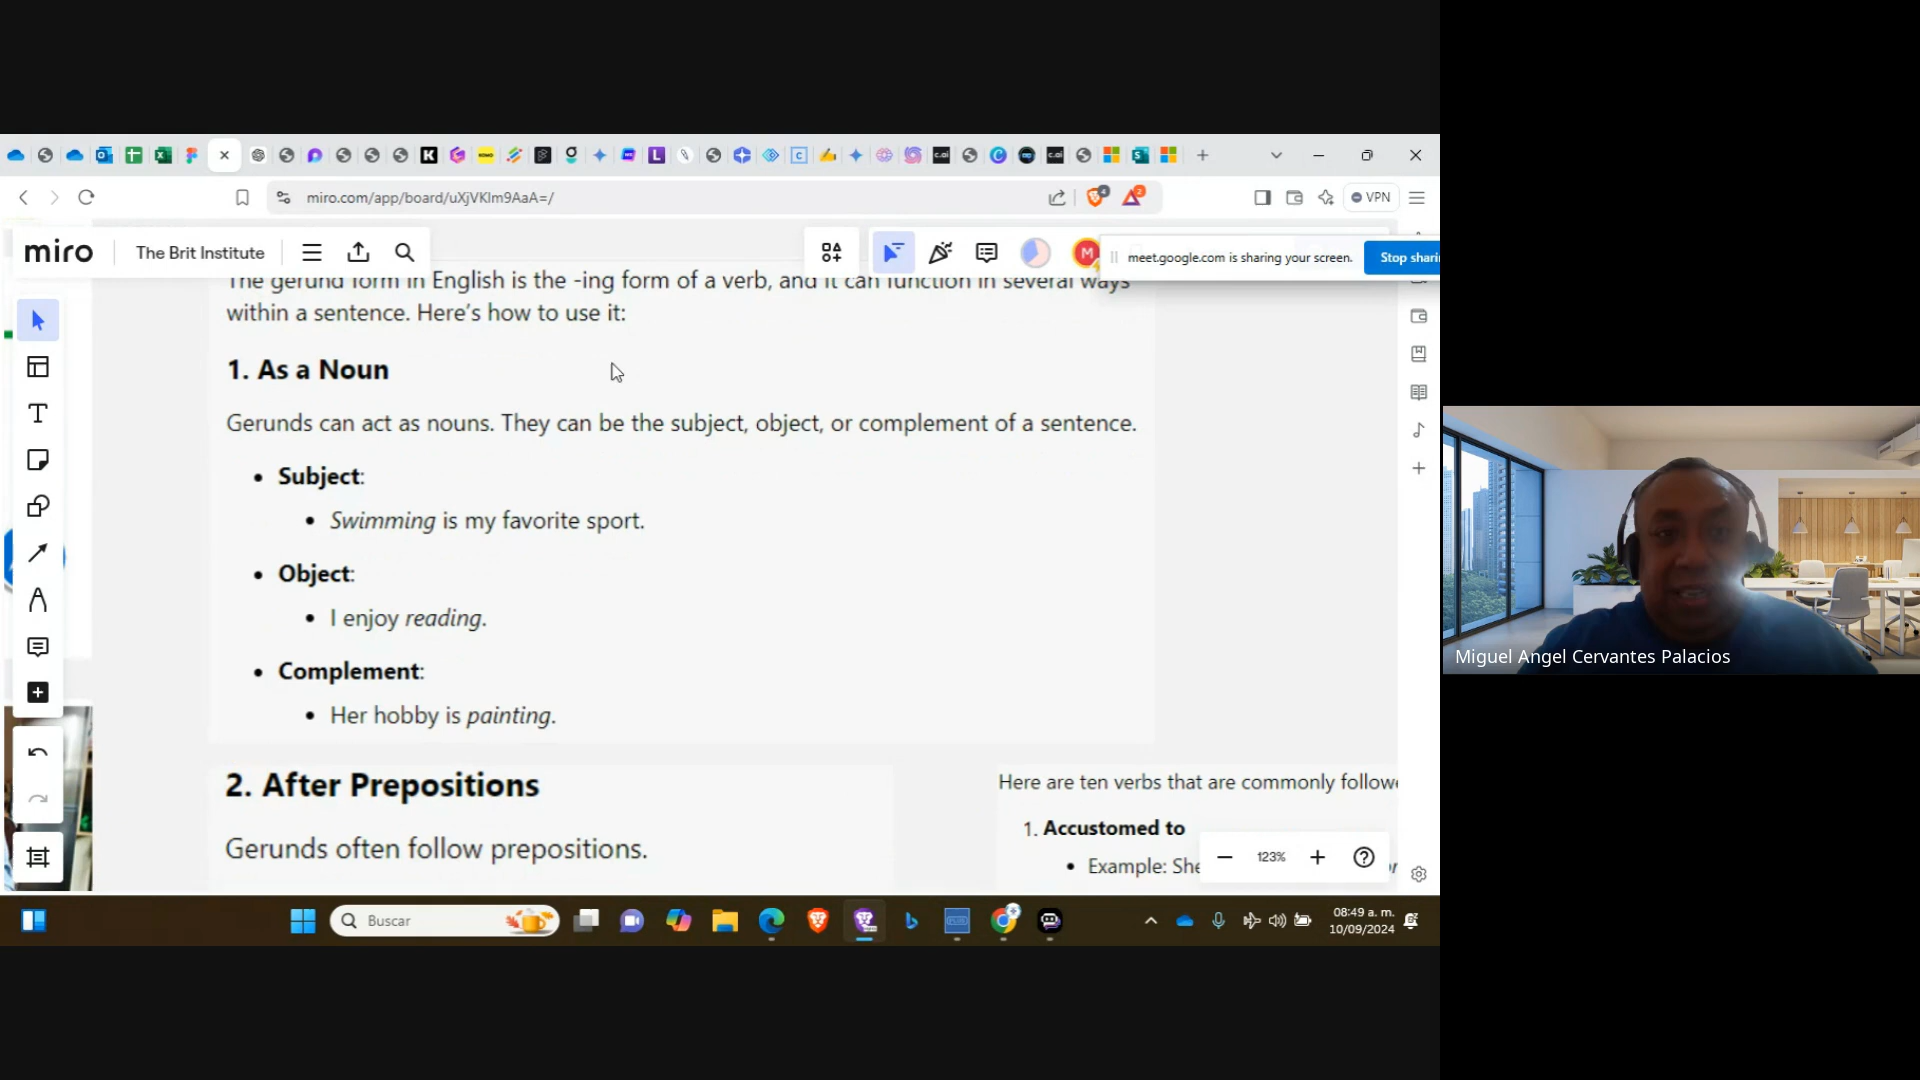 miro.com/app/board/uXjVKlm9AaA=/
VPN
miro
The Brit Institute
M
meet.google.com is sharing your screen.
Stop shari
The gerund form in English is the -ing form of a verb, and it can function in several ways
within a sentence. Here's how to use it:
1. As a Noun
Gerunds can act as nouns. They can be the subject, object, or complement of a sentence.
• Subject:
• Swimming is my favorite sport.
• Object:
• I enjoy reading.
• Complement:
• Her hobby is painting.
2. After Prepositions
Gerunds often follow prepositions.
Here are ten verbs that are commonly followe
1. Accustomed to
• Example: She
123%
Buscar
08:49 a. m.
10/09/2024
Miguel Angel Cervantes Palacios